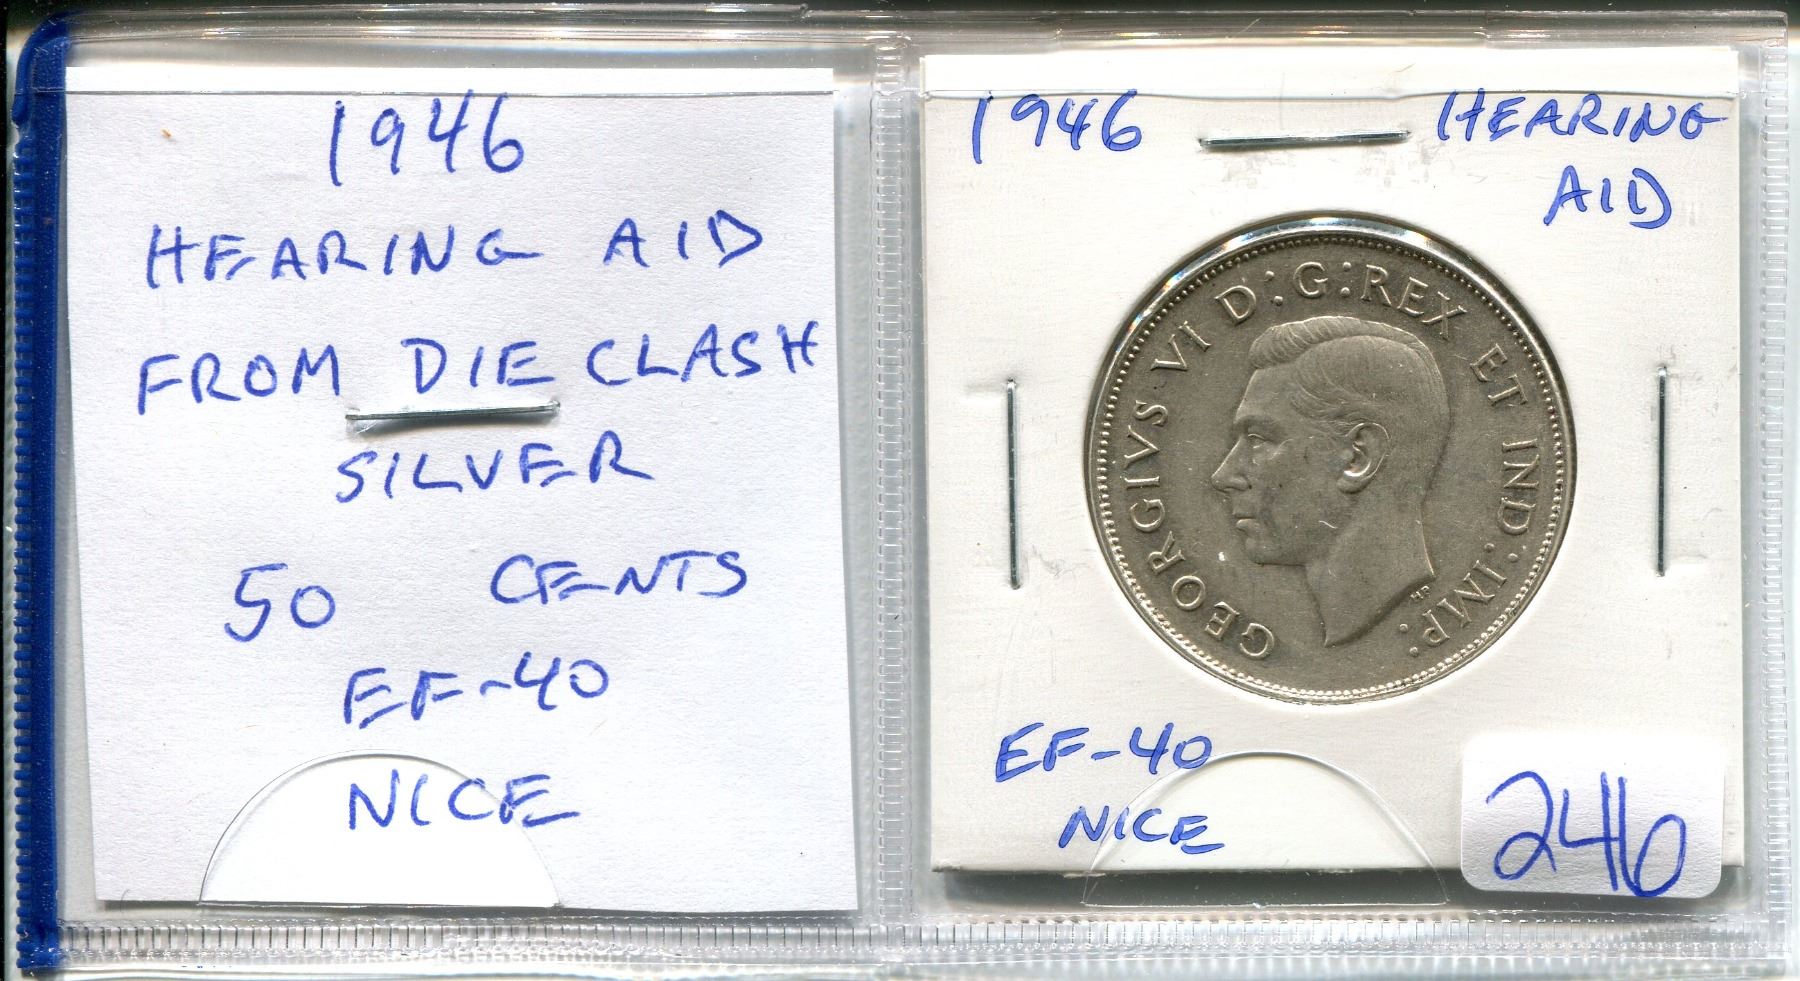 1946
HEARING AID
FROM DIE CLASH
SILVER
50 CENTS
EF-40
NICE
1946 HEARING
AID
GEORGIVS VI D:G:REX ET IND:IMP:
HP
EF-40
NICE
246